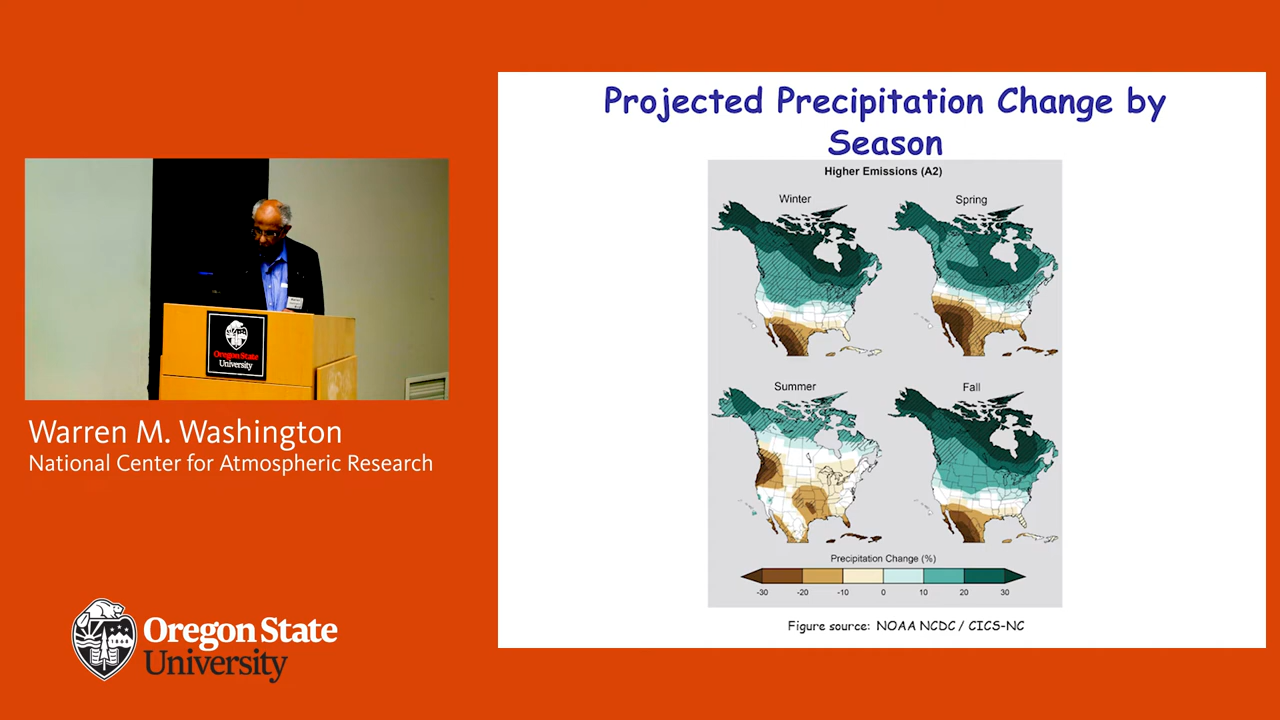 Projected Precipitation Change by
Season
Higher Emissions (A2)
Winter
Spring
Summer
Fall
Precipitation Change (%)
-30 -20 -10 0 10 20 30
Figure source: NOAA NCDC / CICS-NC
Oregon State
University
Warren M. Washington
National Center for Atmospheric Research
Oregon State
University